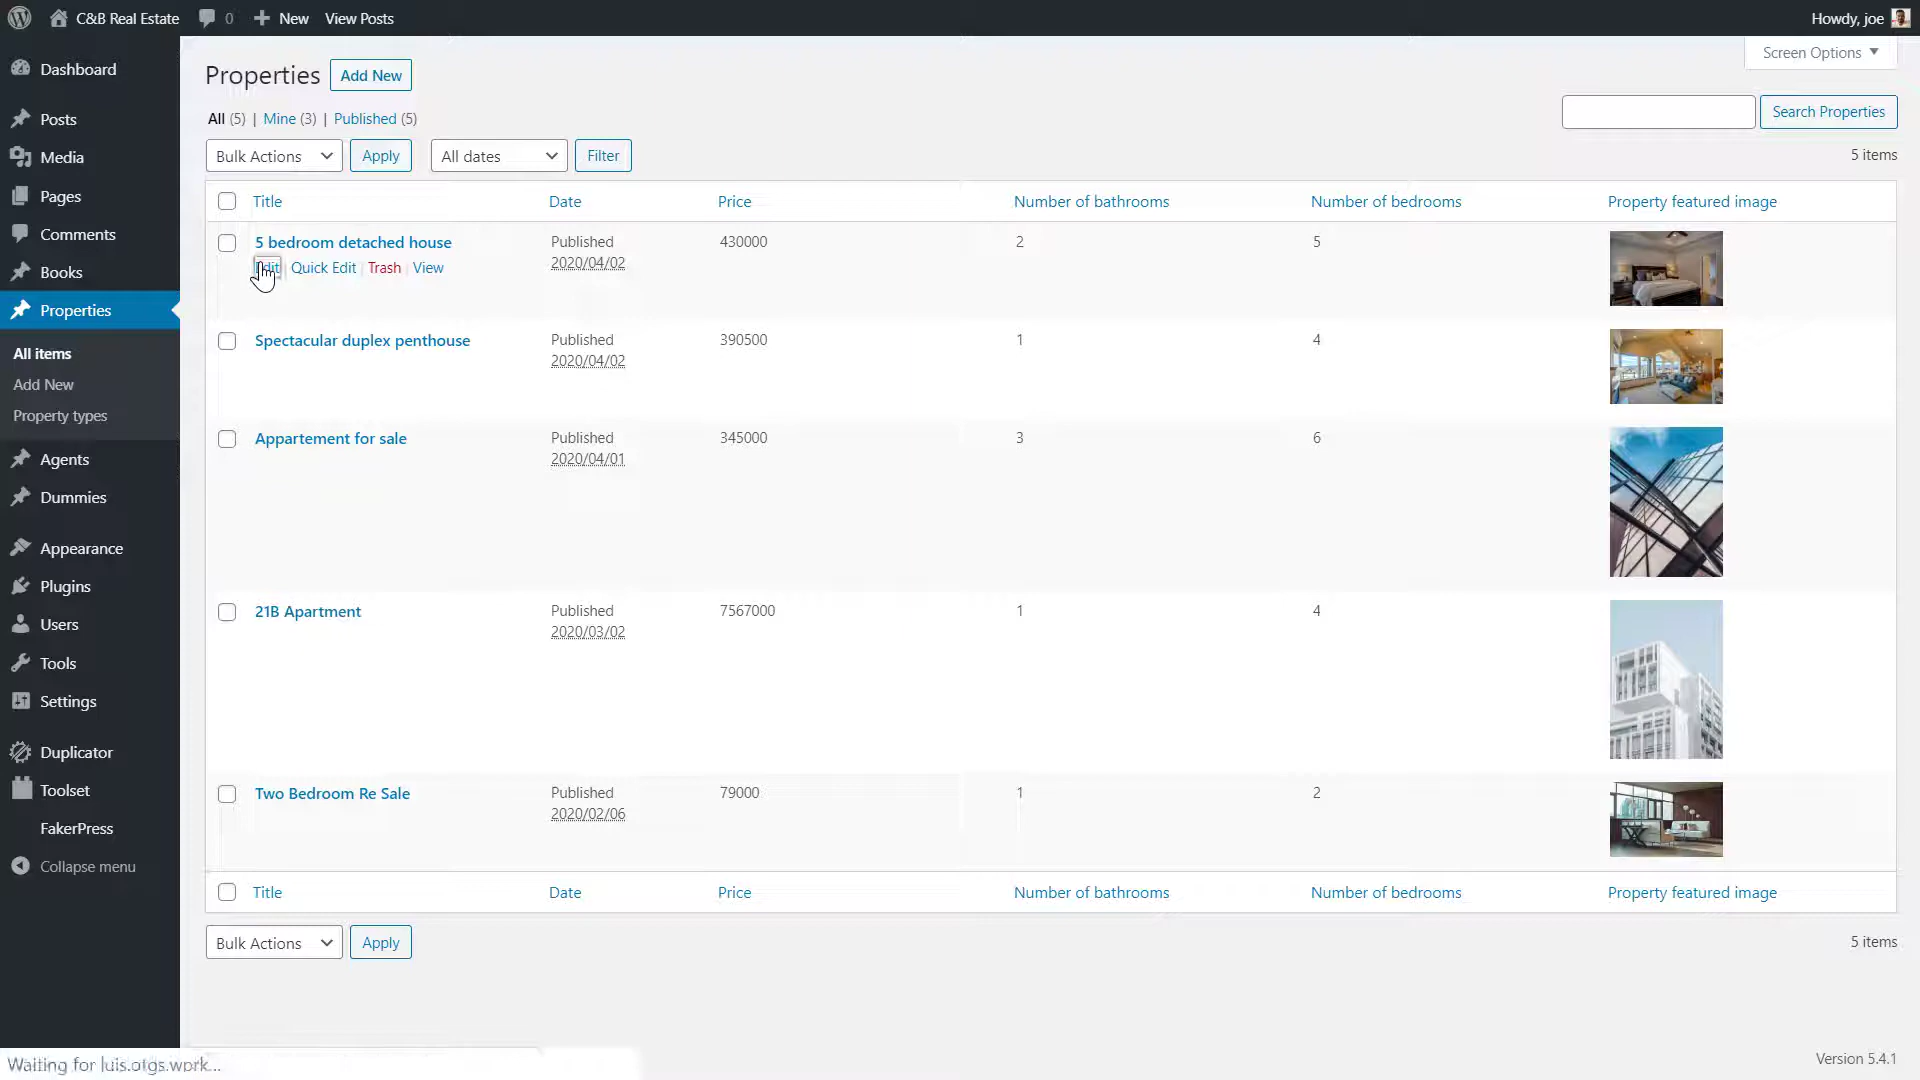 C&B Real Estate 0 New View Posts Howdy, joe
Screen Options
Dashboard
Posts
Media
Pages
Comments
Books
Properties
All items
Add New
Property types
Agents
Dummies
Appearance
Plugins
Users
Tools
Settings
Duplicator
Toolset
FakerPress
Collapse menu
Properties Add New
All (5) | Mine (3) | Published (5)
Search Properties
Bulk Actions Apply All dates Filter
5 items
Title Date Price Number of bathrooms Number of bedrooms Property featured image
5 bedroom detached house Published 430000 2 5
Edit | Quick Edit | Trash | View 2020/04/02
Spectacular duplex penthouse Published 390500 1 4
2020/04/02
Appartement for sale Published 345000 3 6
2020/04/01
21B Apartment Published 7567000 1 4
2020/03/02
Two Bedroom Re Sale Published 79000 1 2
2020/02/06
Title Date Price Number of bathrooms Number of bedrooms Property featured image
Bulk Actions Apply
5 items
Waiting for luis.otgs.work...
Version 5.4.1